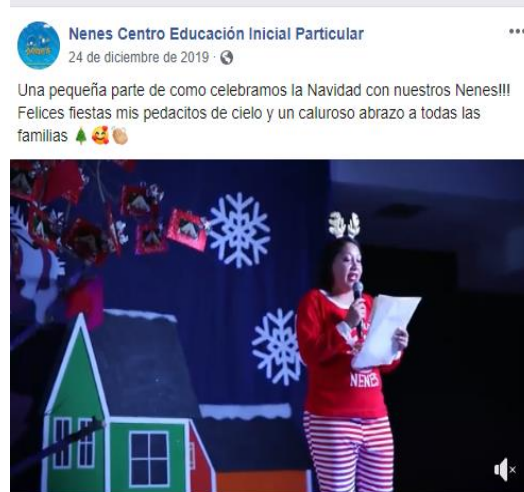 Nenes Centro Educación Inicial Particular
24 de diciembre de 2019 ·
Una pequeña parte de como celebramos la Navidad con nuestros Nenes!!!
Felices fiestas mis pedacitos de cielo y un caluroso abrazo a todas las
familias 🎄🥰👏🏼
NENES